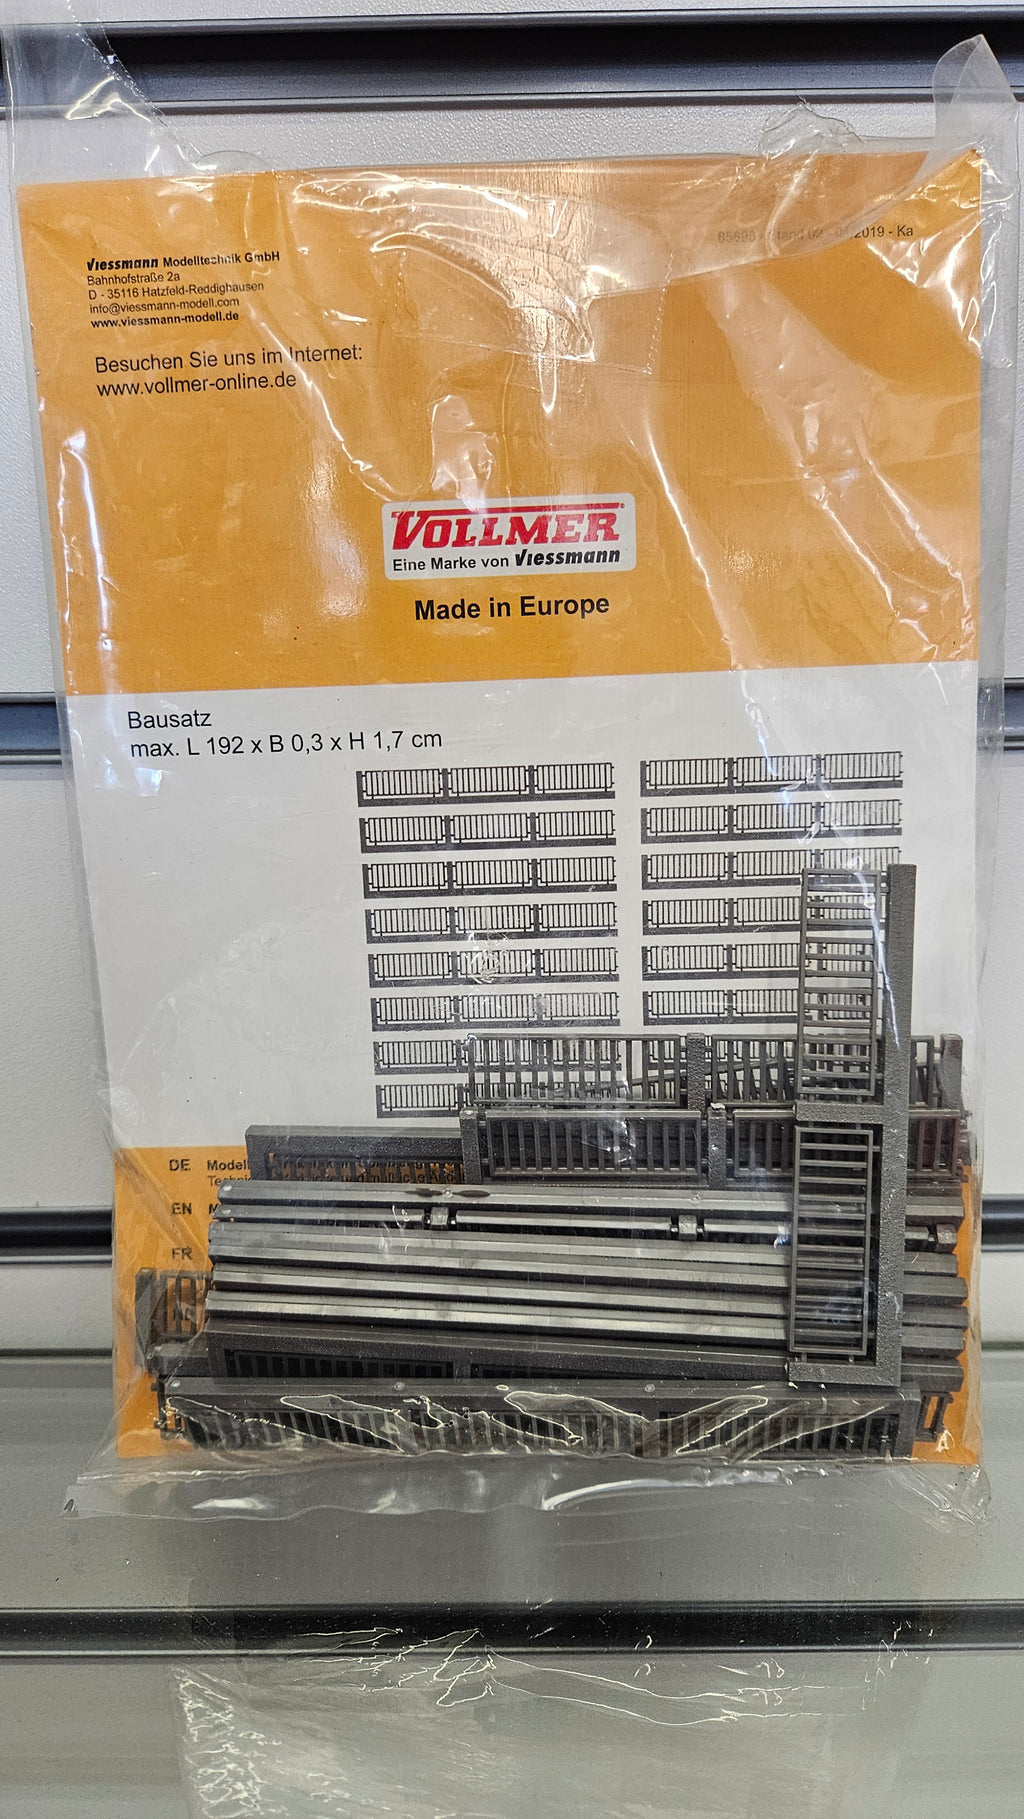 Viessmann Modelltechnik GmbH
Bahnhofstraße 2a
D - 35116 Hatzfeld-Reddighausen
info@viessmann-modell.com
www.viessmann-modell.de
Besuchen Sie uns im Internet:
www.vollmer-online.de
2019 - Ka
VOLLMER
Eine Marke von Viessmann
Made in Europe
Bausatz
max. L 192 x B 0,3 x H 1,7 cm
DE
EN
FR